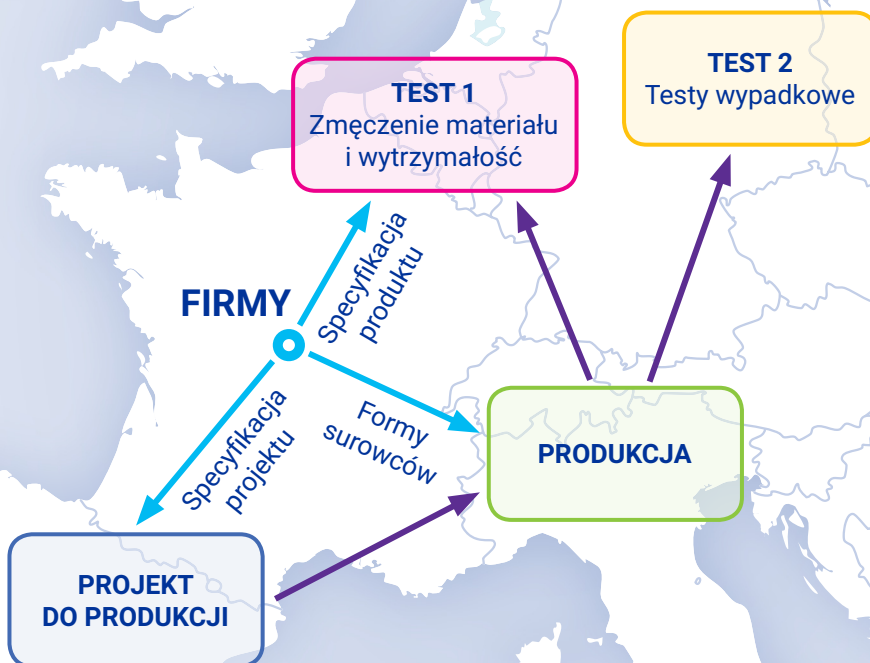 TEST 1
Zmęczenie materiału
i wytrzymałość
TEST 2
Testy wypadkowe
FIRMY
Specyfikacja
produktu
Specyfikacja
projektu
Formy
surowców
PRODUKCJA
PROJEKT
DO PRODUKCJI